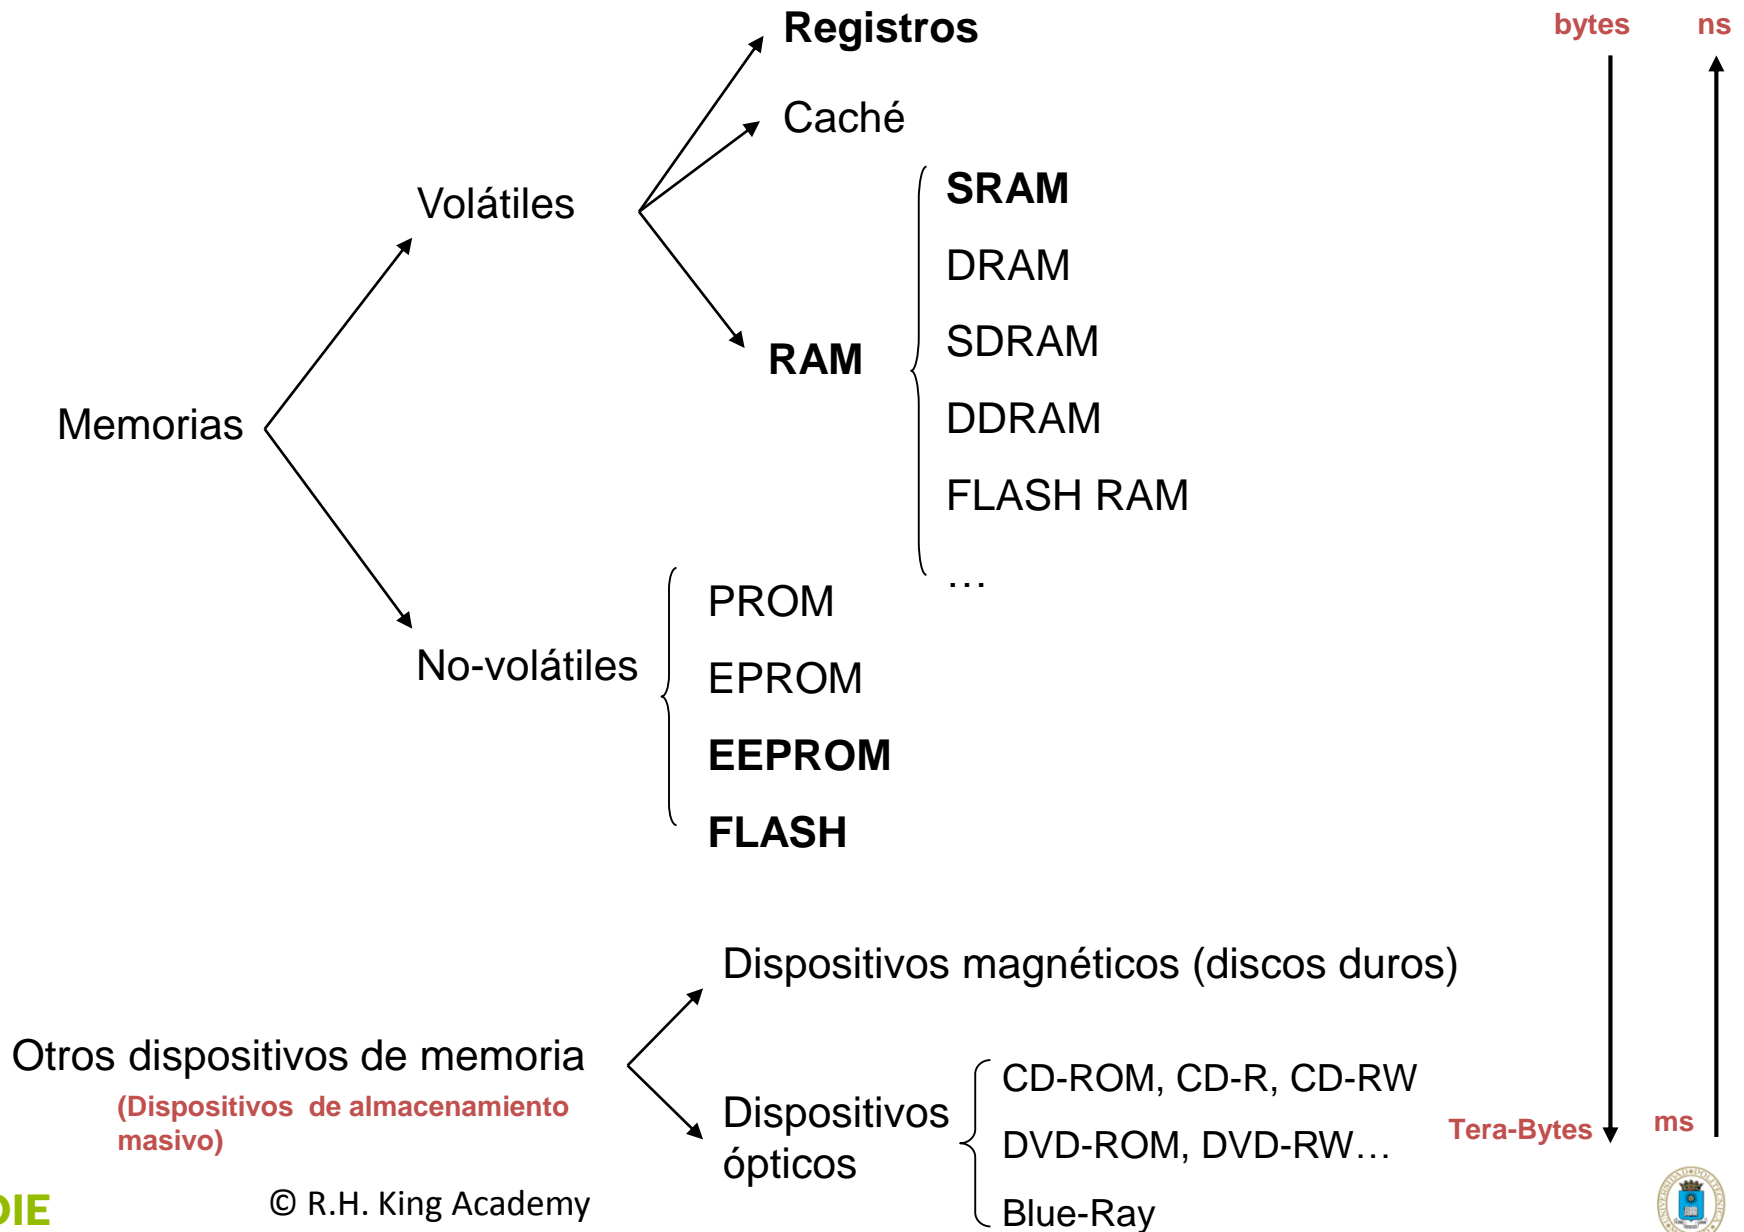 Registros
bytes
ns
Caché
SRAM
Volátiles
DRAM
SDRAM
RAM
Memorias
DDRAM
FLASH RAM
…
PROM
No-volátiles
EPROM
EEPROM
FLASH
Dispositivos magnéticos (discos duros)
Otros dispositivos de memoria
(Dispositivos de almacenamiento
masivo)
Dispositivos
ópticos
CD-ROM, CD-R, CD-RW
DVD-ROM, DVD-RW…
Blue-Ray
Tera-Bytes
ms
DIE
© R.H. King Academy